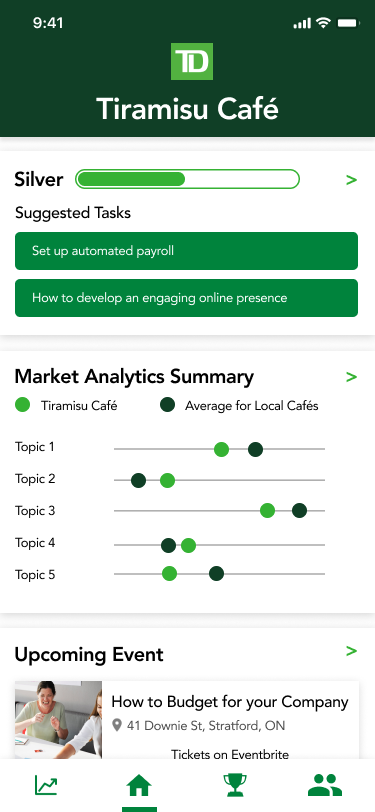 9:41
TD
Tiramisu Café
Silver
>
Suggested Tasks
Set up automated payroll
How to develop an engaging online presence
Market Analytics Summary
>
Tiramisu Café
Average for Local Cafés
Topic 1
Topic 2
Topic 3
Topic 4
Topic 5
Upcoming Event
>
How to Budget for your Company
41 Downie St, Stratford, ON
Tickets on Eventbrite